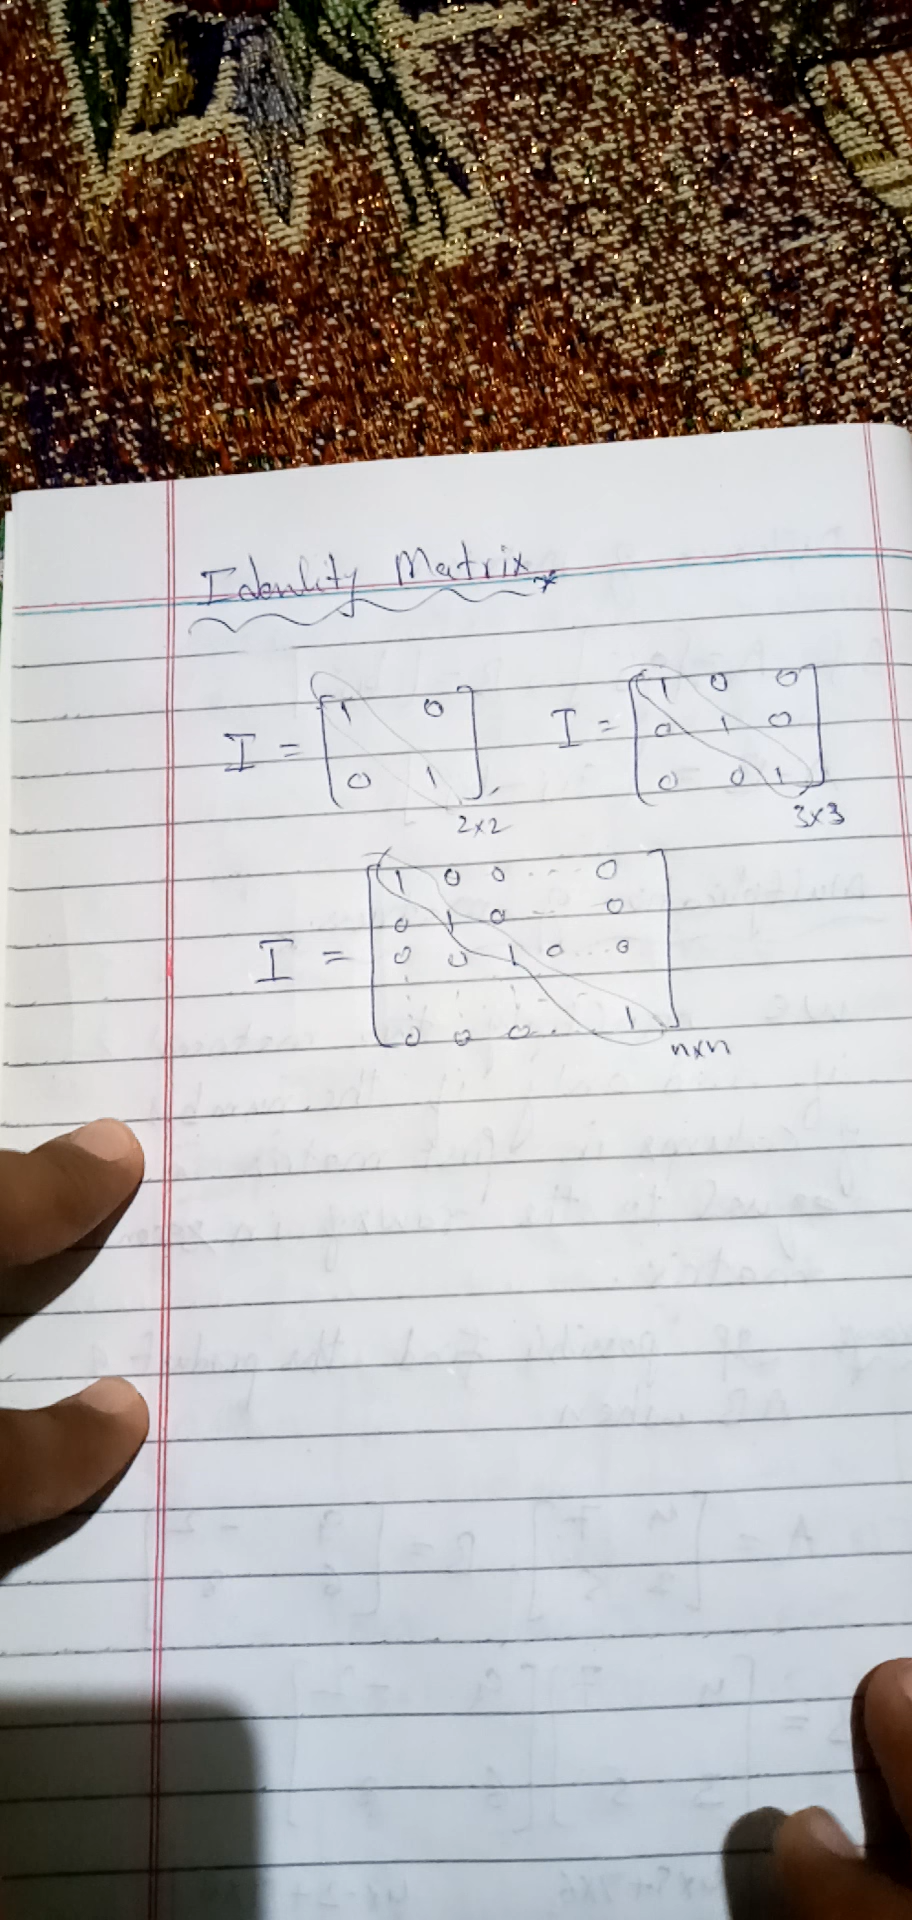 Identity Matrix
I = [1 0
0 1] 2×2
I = [1 0 0
0 1 0
0 0 1] 3×3
I = [1 0 0 ... 0
0 1 0 ... 0
0 0 1 0 ... 0
0 0 0 ... 1] n×n